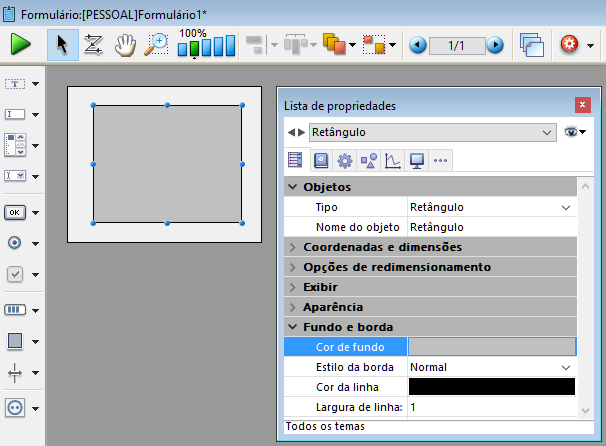 Formulário:[PESSOAL]Formulário1*
100%
1/1
T
OK
Lista de propriedades
x
Retângulo
Objetos
Tipo Retângulo
Nome do objeto Retângulo
Coordenadas e dimensões
Opções de redimensionamento
Exibir
Aparência
Fundo e borda
Cor de fundo
Estilo da borda Normal
Cor da linha
Largura de linha: 1
Todos os temas